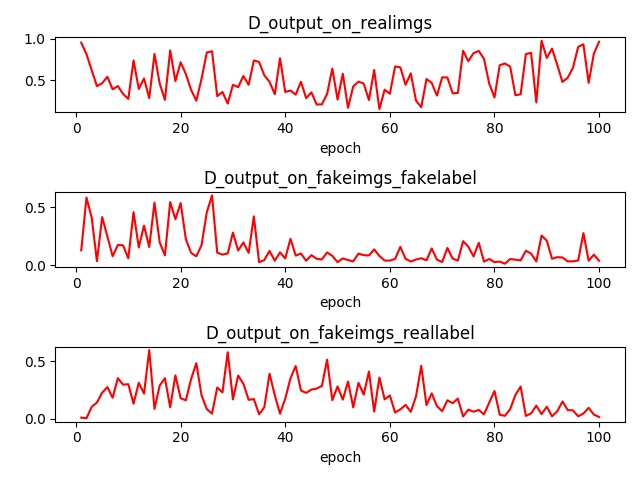 D_output_on_realimgs
1.0
0.5
0 20 40 60 80 100
epoch
D_output_on_fakeimgs_fakelabel
0.5
0.0
0 20 40 60 80 100
epoch
D_output_on_fakeimgs_reallabel
0.5
0.0
0 20 40 60 80 100
epoch